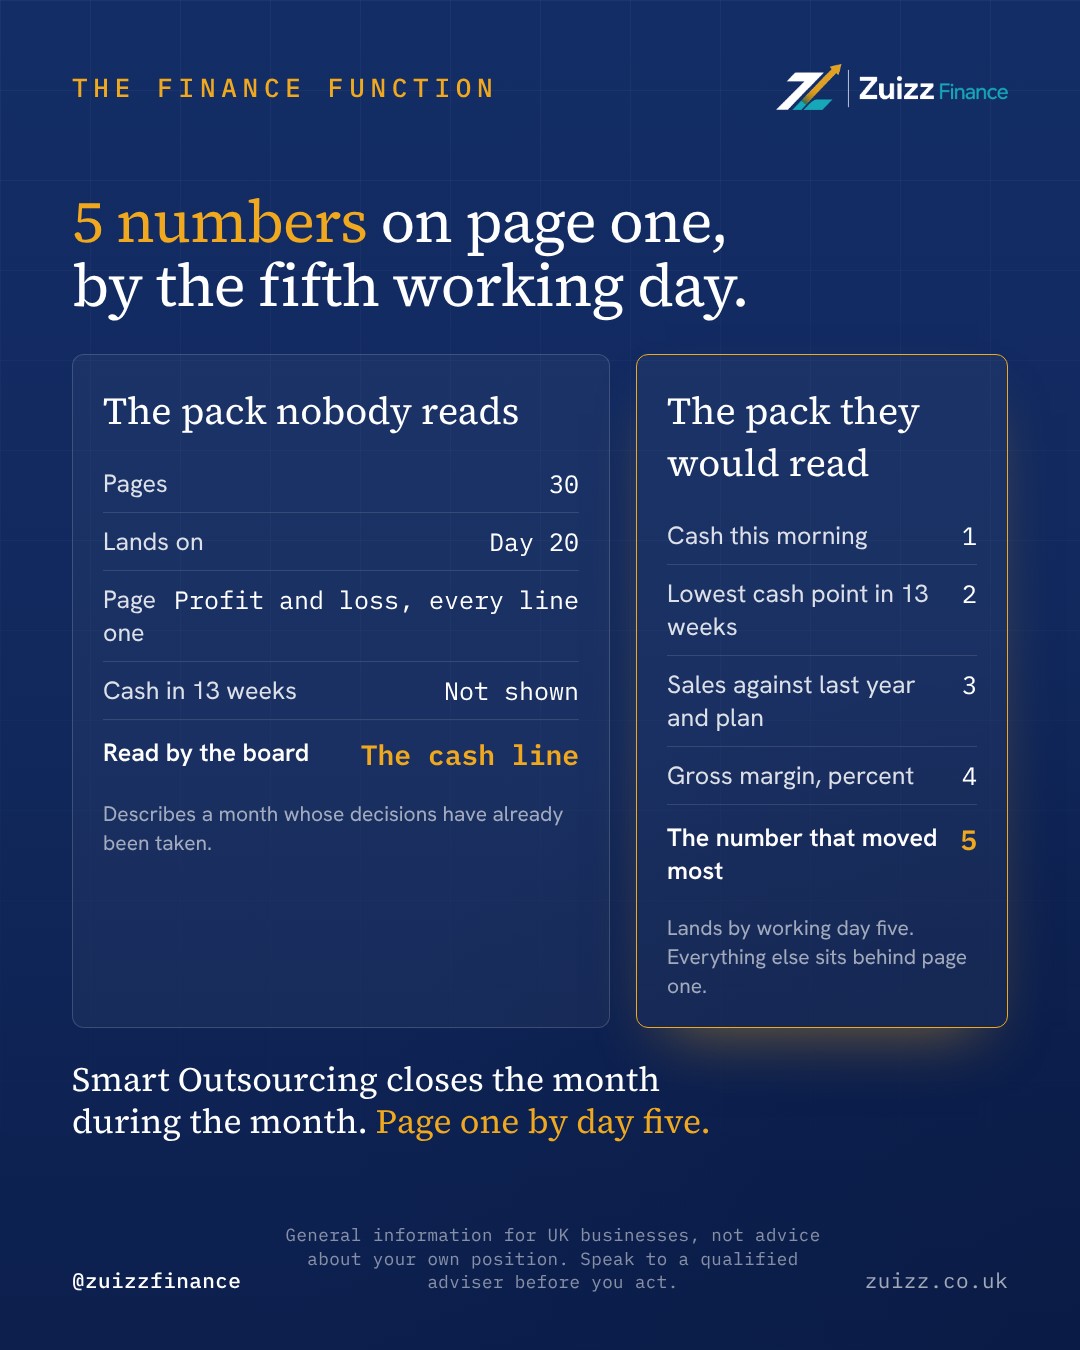 THE FINANCE FUNCTION
Zuizz Finance
5 numbers on page one,
by the fifth working day.
The pack nobody reads
Pages 30
Lands on Day 20
Page one Profit and loss, every line
Cash in 13 weeks Not shown
Read by the board The cash line
Describes a month whose decisions have already
been taken.
The pack they
would read
Cash this morning 1
Lowest cash point in 13 2
weeks
Sales against last year 3
and plan
Gross margin, percent 4
The number that moved 5
most
Lands by working day five.
Everything else sits behind page
one.
Smart Outsourcing closes the month
during the month. Page one by day five.
General information for UK businesses, not advice
about your own position. Speak to a qualified
adviser before you act.
@zuizzfinance
zuizz.co.uk